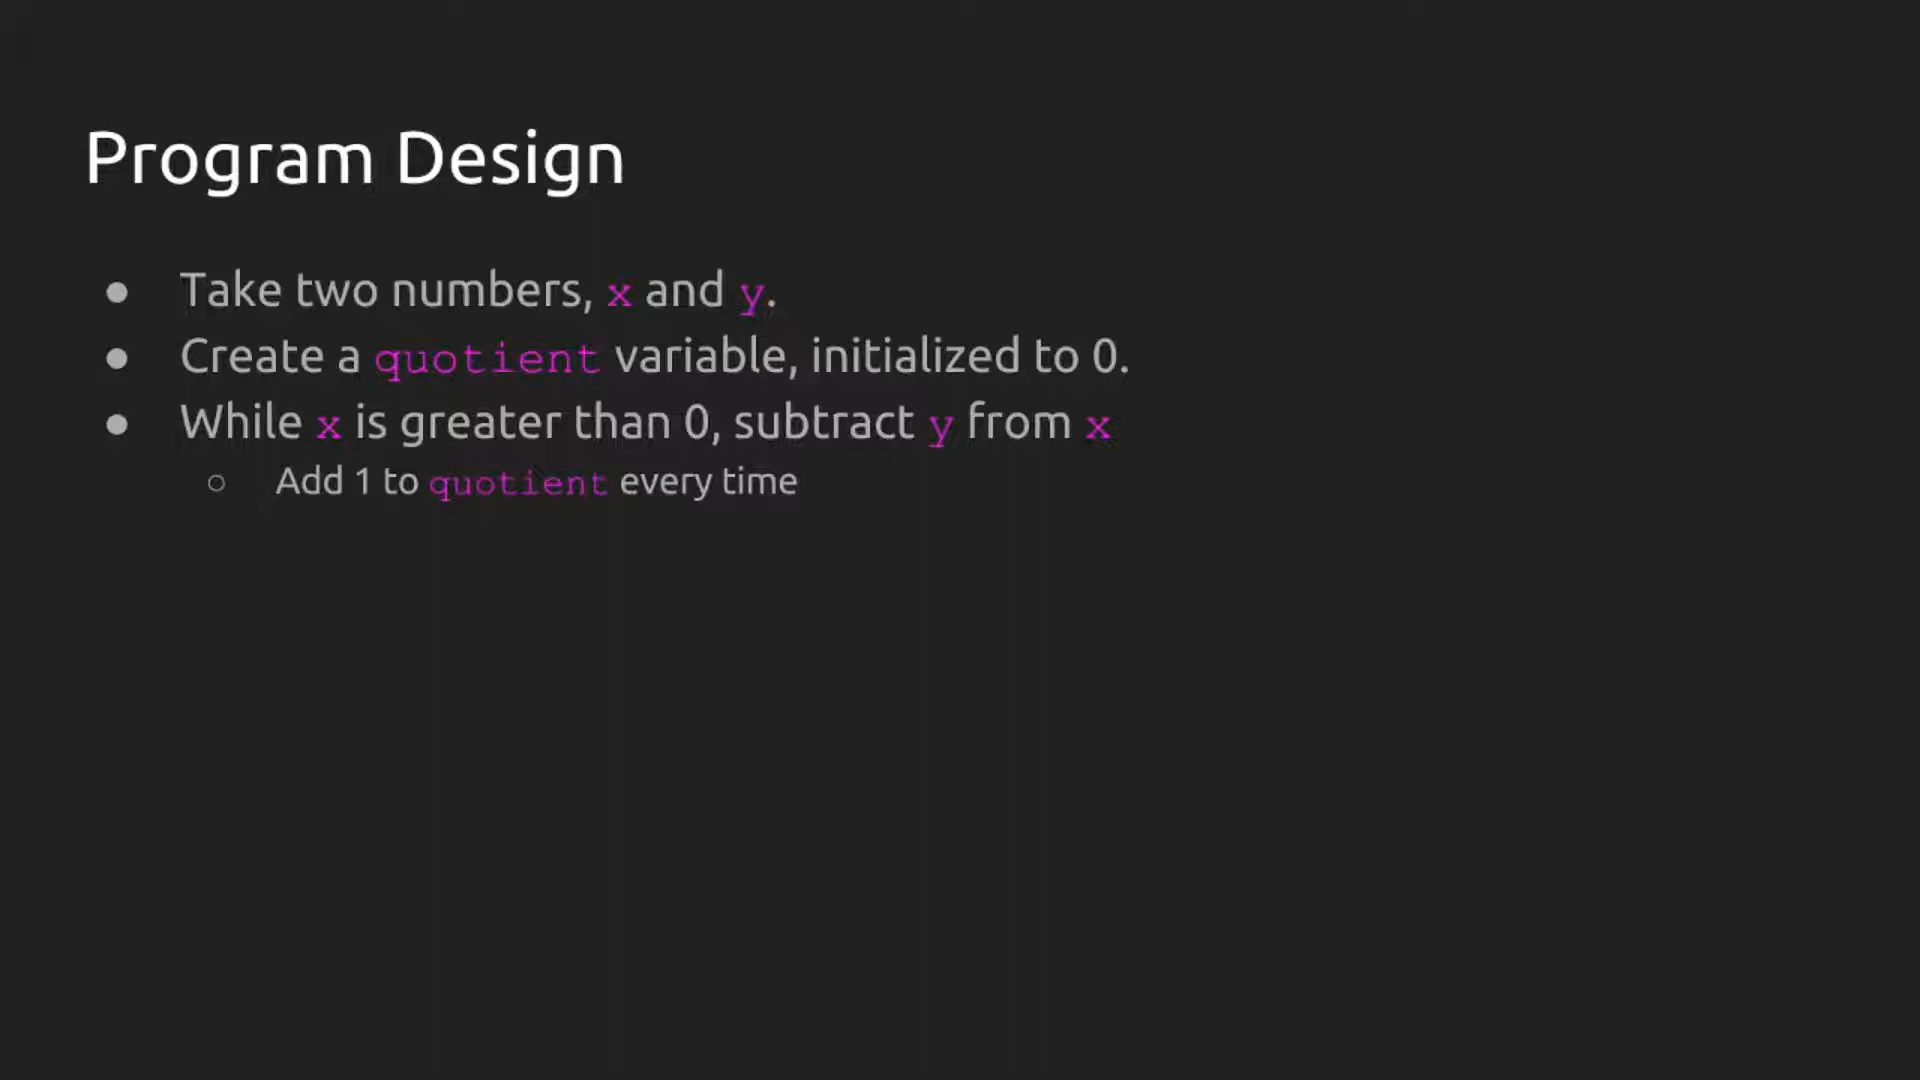 Program Design
● Take two numbers, x and y.
● Create a quotient variable, initialized to 0.
● While x is greater than 0, subtract y from x
○ Add 1 to quotient every time